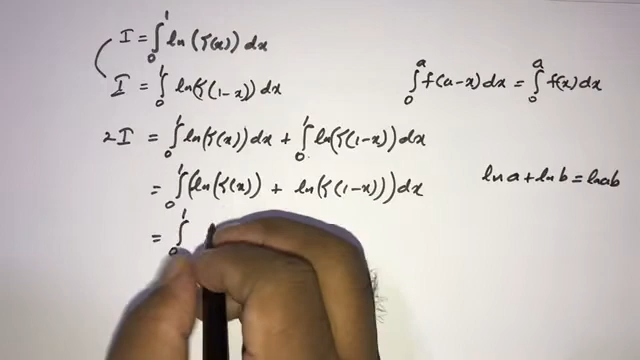 I = ∫₀¹ ln(Γ(x)) dx
I = ∫₀¹ ln(Γ(1-x)) dx
∫₀ᵃ f(a-x)dx = ∫₀ᵃ f(x)dx
2I = ∫₀¹ ln(Γ(x)) dx + ∫₀¹ ln(Γ(1-x)) dx
= ∫₀¹ (ln(Γ(x)) + ln(Γ(1-x))) dx
ln a + ln b = ln ab
= ∫₀¹